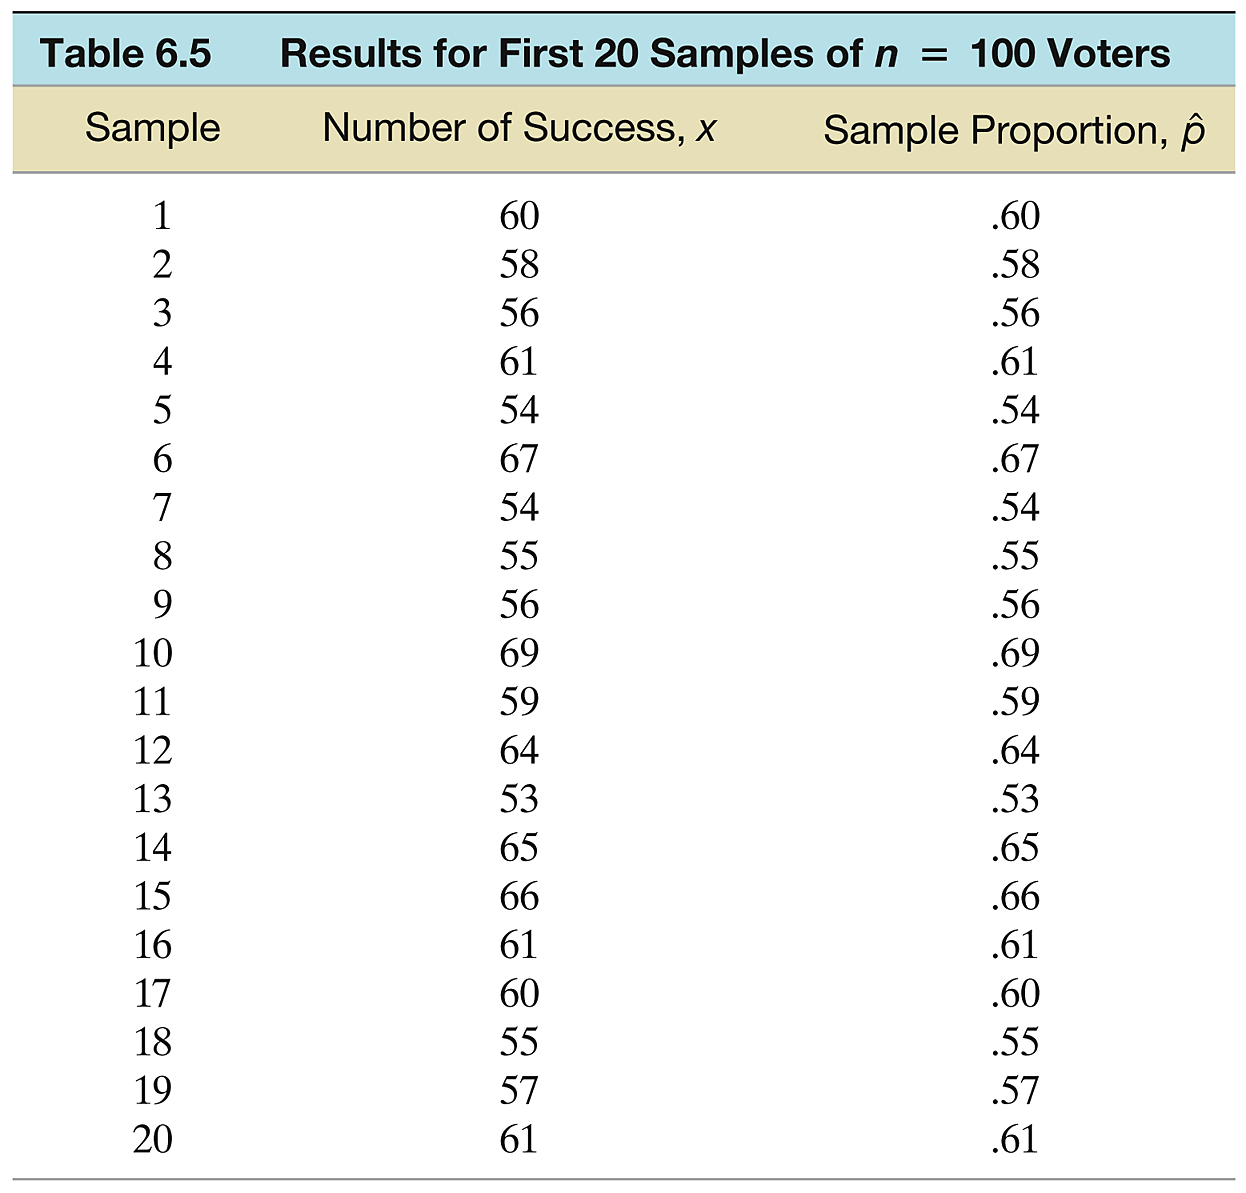 Table 6.5 Results for First 20 Samples of n = 100 Voters
Sample Number of Success, x Sample Proportion, p̂
1 60 .60
2 58 .58
3 56 .56
4 61 .61
5 54 .54
6 67 .67
7 54 .54
8 55 .55
9 56 .56
10 69 .69
11 59 .59
12 64 .64
13 53 .53
14 65 .65
15 66 .66
16 61 .61
17 60 .60
18 55 .55
19 57 .57
20 61 .61